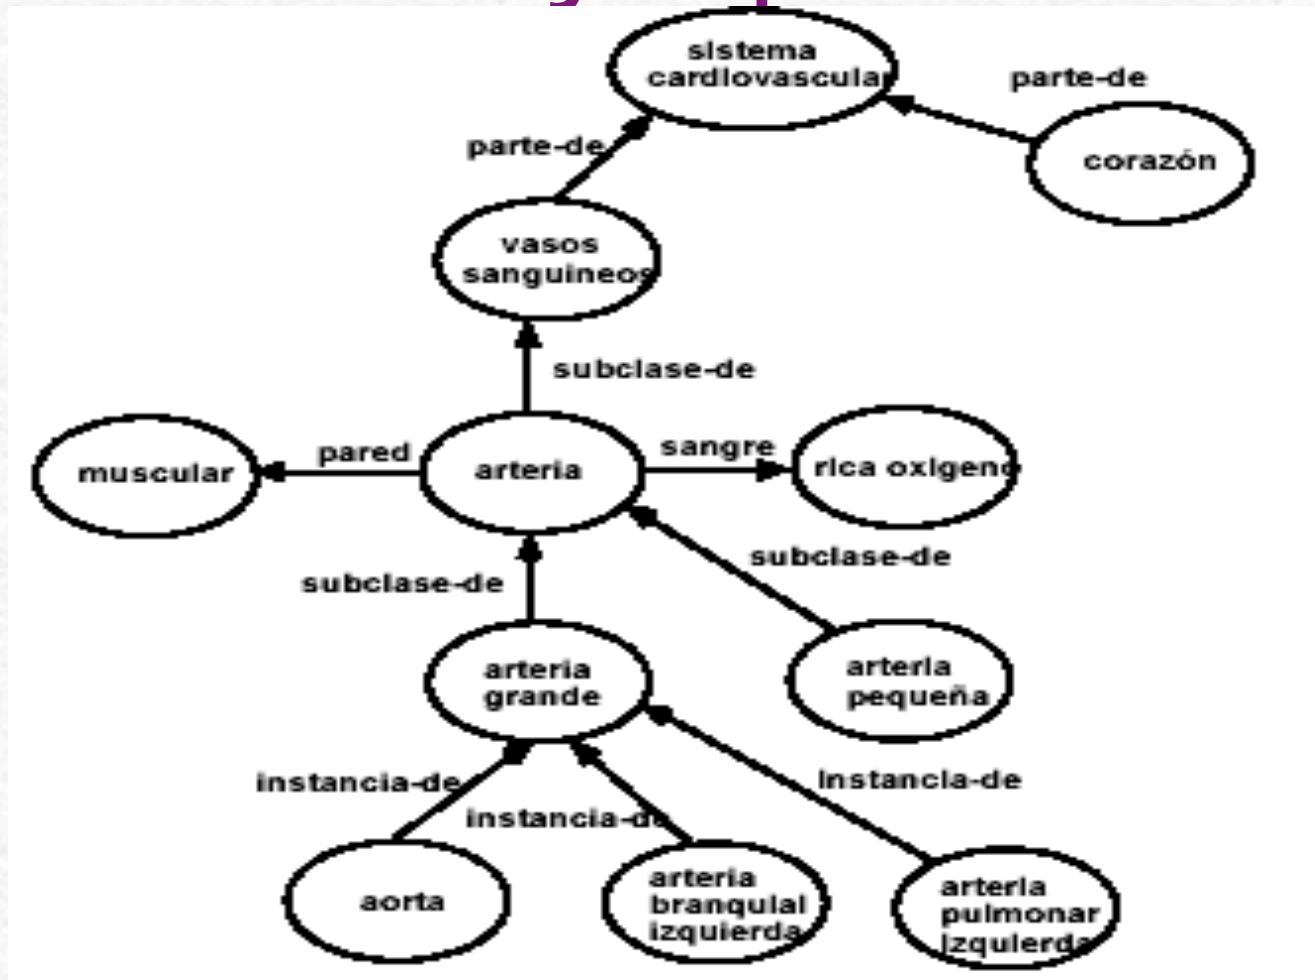 sistema
cardiovascular
parte-de
parte-de
corazón
vasos
sanguineos
subclase-de
muscular
pared
arteria
sangre
rica oxigeno
subclase-de
subclase-de
arteria
grande
arteria
pequeña
instancia-de
instancia-de
instancia-de
aorta
arteria
branquial
izquierda
arteria
pulmonar
izquierda